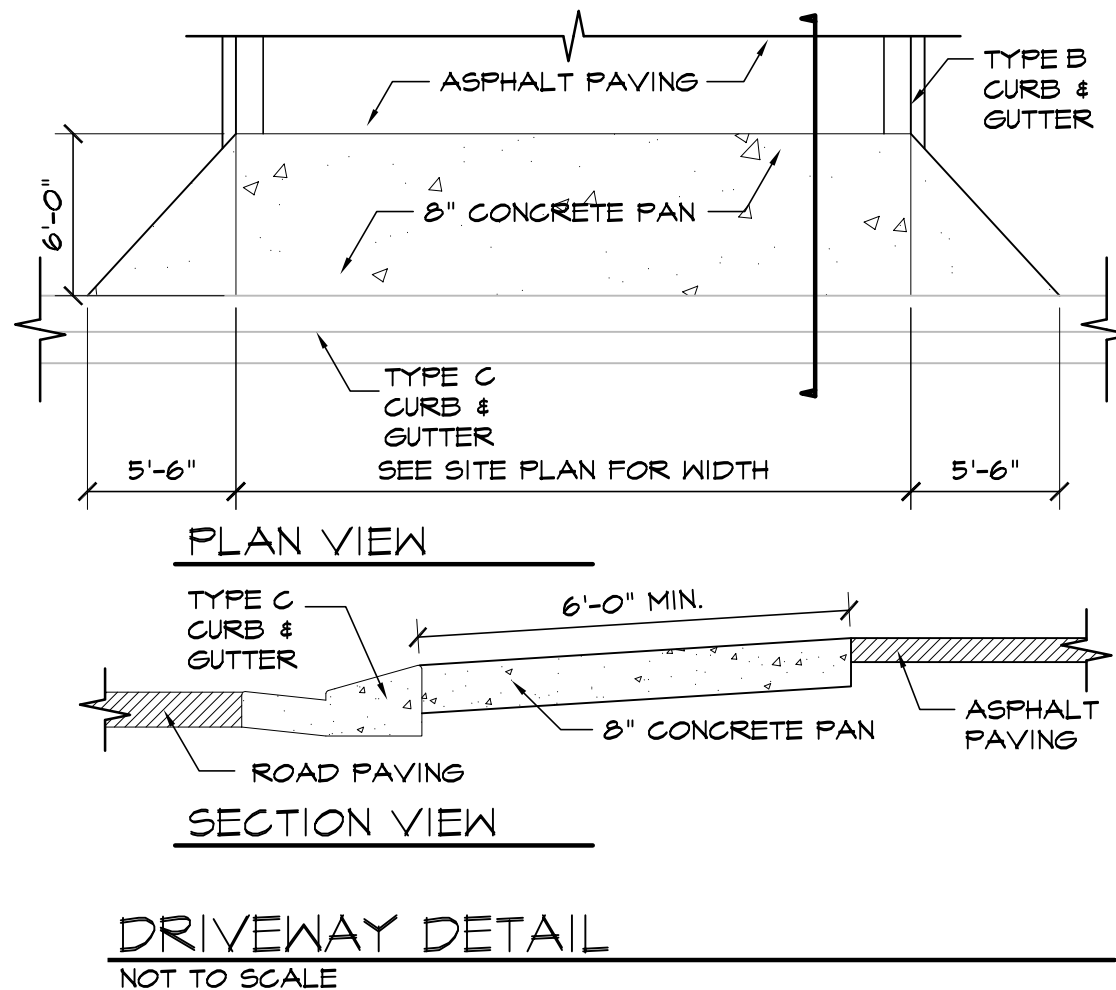 ASPHALT PAVING
TYPE B
CURB &
GUTTER
6'-0"
8" CONCRETE PAN
TYPE C
CURB &
GUTTER
5'-6"
SEE SITE PLAN FOR WIDTH
5'-6"
PLAN VIEW
TYPE C
CURB &
GUTTER
6'-0" MIN.
8" CONCRETE PAN
ASPHALT
PAVING
ROAD PAVING
SECTION VIEW
DRIVEWAY DETAIL
NOT TO SCALE